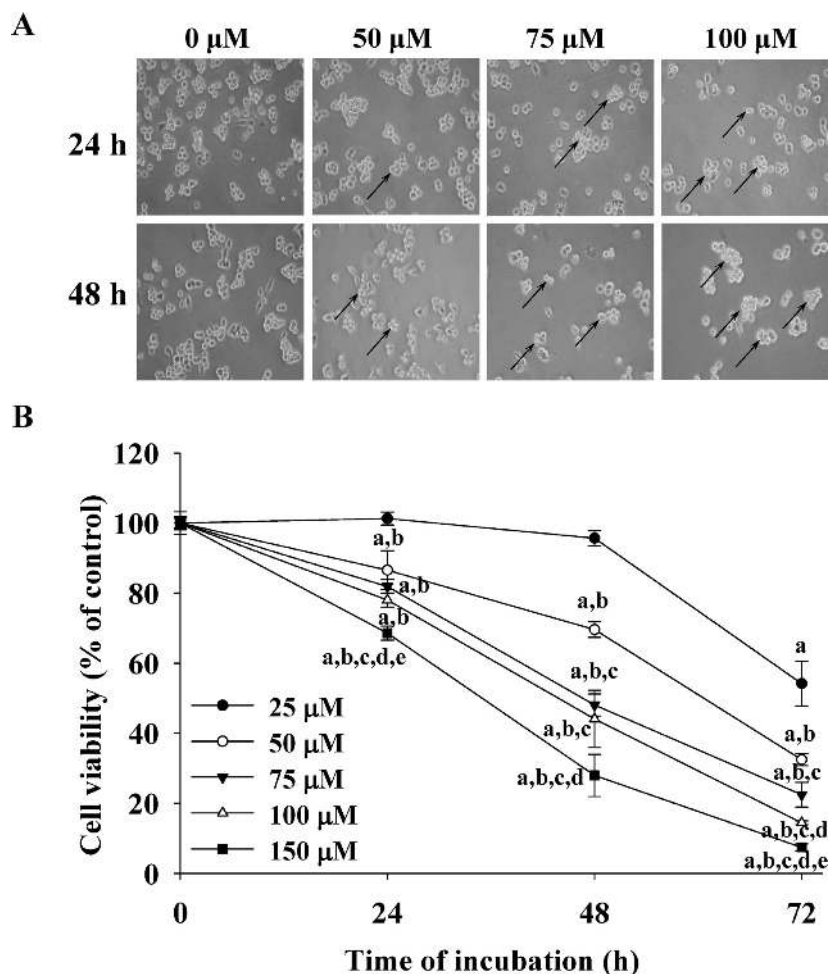 A
0 μM 50 μM 75 μM 100 μM
24 h
48 h
B
120
100
80
60
40
20
0
Cell viability (% of control)
a,b
a,b
a,b
a,b,c,d,e
a,b
a,b,c
a,b,c
a,b,c,d
a
a,b
a,b,c
a,b,c,d
a,b,c,d,e
25 μM
50 μM
75 μM
100 μM
150 μM
0 24 48 72
Time of incubation (h)